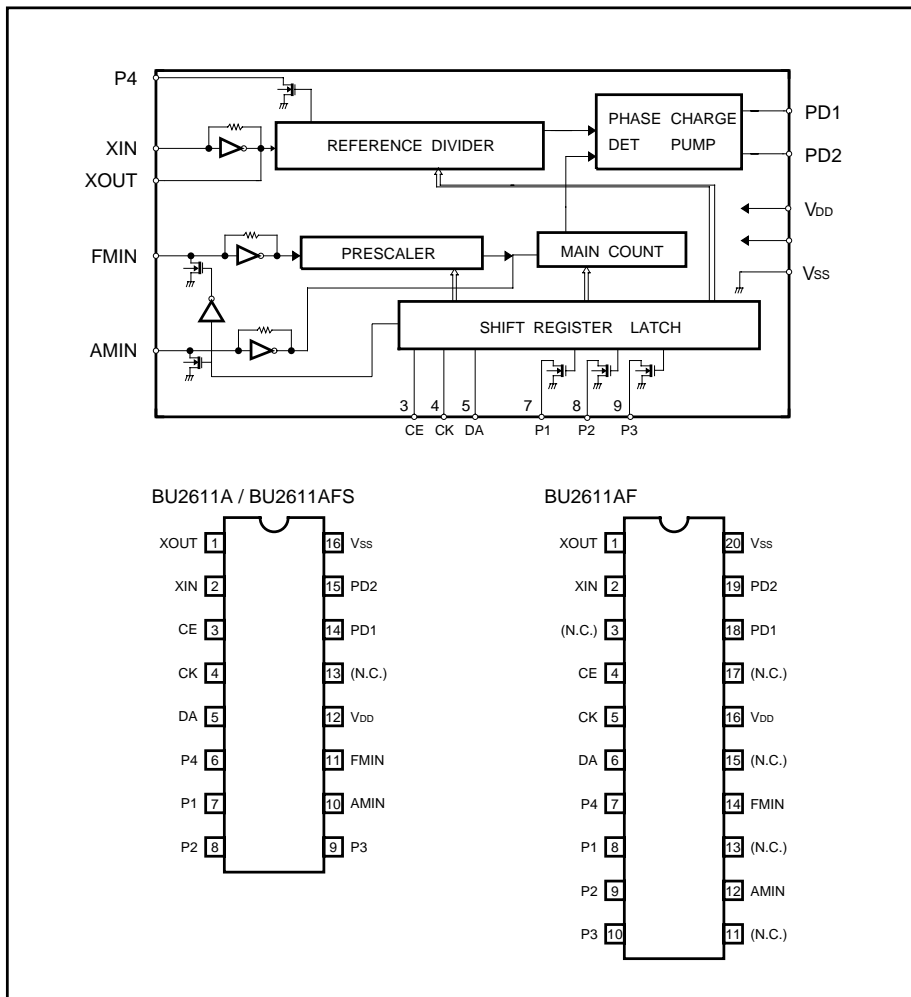 P4
XIN
XOUT
FMIN
AMIN
REFERENCE DIVIDER
PHASE CHARGE
DET PUMP
PD1
PD2
VDD
VSS
PRESCALER
MAIN COUNT
SHIFT REGISTER LATCH
3 4 5 7 8 9
CE CK DA P1 P2 P3
BU2611A / BU2611AFS
XOUT 1 16 VSS
XIN 2 15 PD2
CE 3 14 PD1
CK 4 13 (N.C.)
DA 5 12 VDD
P4 6 11 FMIN
P1 7 10 AMIN
P2 8 9 P3
BU2611AF
XOUT 1 20 VSS
XIN 2 19 PD2
(N.C.) 3 18 PD1
CE 4 17 (N.C.)
CK 5 16 VDD
DA 6 15 (N.C.)
P4 7 14 FMIN
P1 8 13 (N.C.)
P2 9 12 AMIN
P3 10 11 (N.C.)